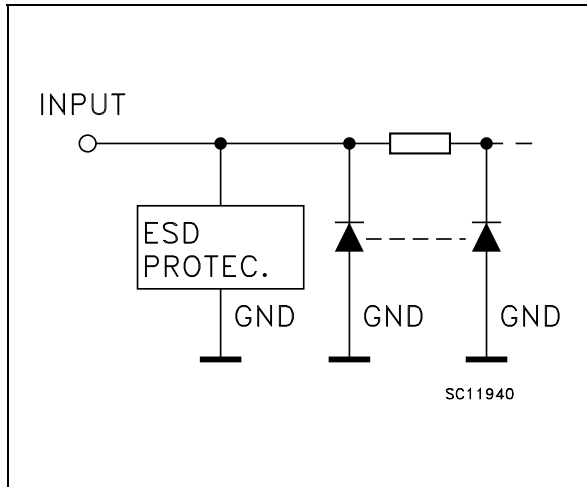 INPUT
ESD
PROTEC.
GND
GND
GND
SC11940